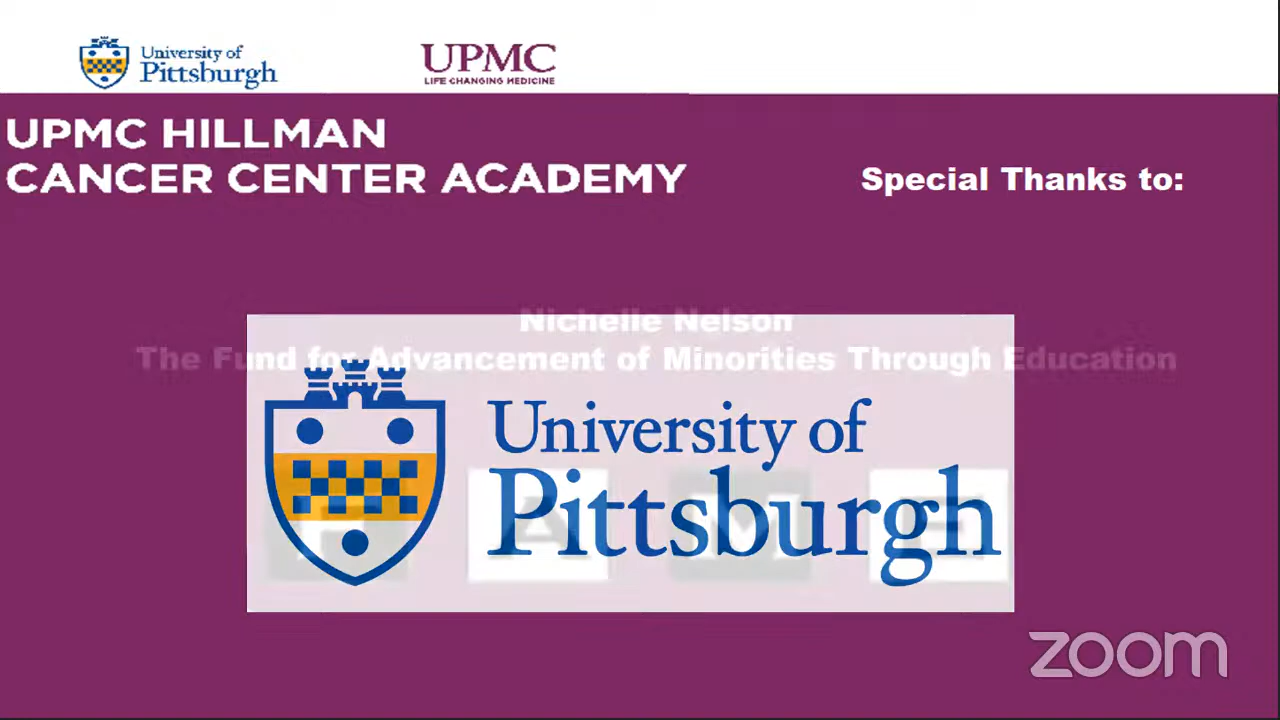 University of
Pittsburgh
UPMC
LIFE CHANGING MEDICINE
UPMC HILLMAN
CANCER CENTER ACADEMY
Special Thanks to:
Nichelle Nelson
The Fund for Advancement of Minorities Through Education
University of
Pittsburgh
F A M E
zoom